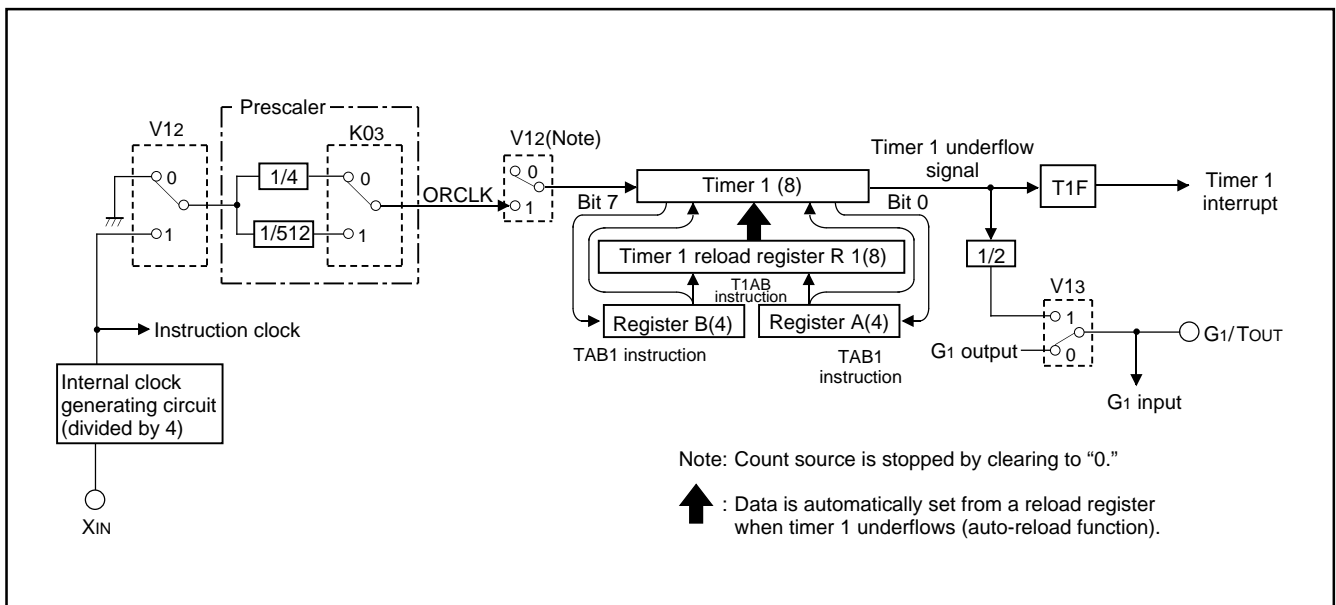 Prescaler
V12
K03
V12(Note)
0
1
1/4
1/512
0
1
ORCLK
0
1
Bit 7
Timer 1 (8)
Bit 0
Timer 1 underflow
signal
T1F
Timer 1
interrupt
Timer 1 reload register R 1(8)
T1AB
instruction
Register B(4)
Register A(4)
TAB1 instruction
TAB1
instruction
1/2
V13
1
0
G1 output
G1/TOUT
G1 input
Instruction clock
Internal clock
generating circuit
(divided by 4)
XIN
Note: Count source is stopped by clearing to “0.”
: Data is automatically set from a reload register
when timer 1 underflows (auto-reload function).